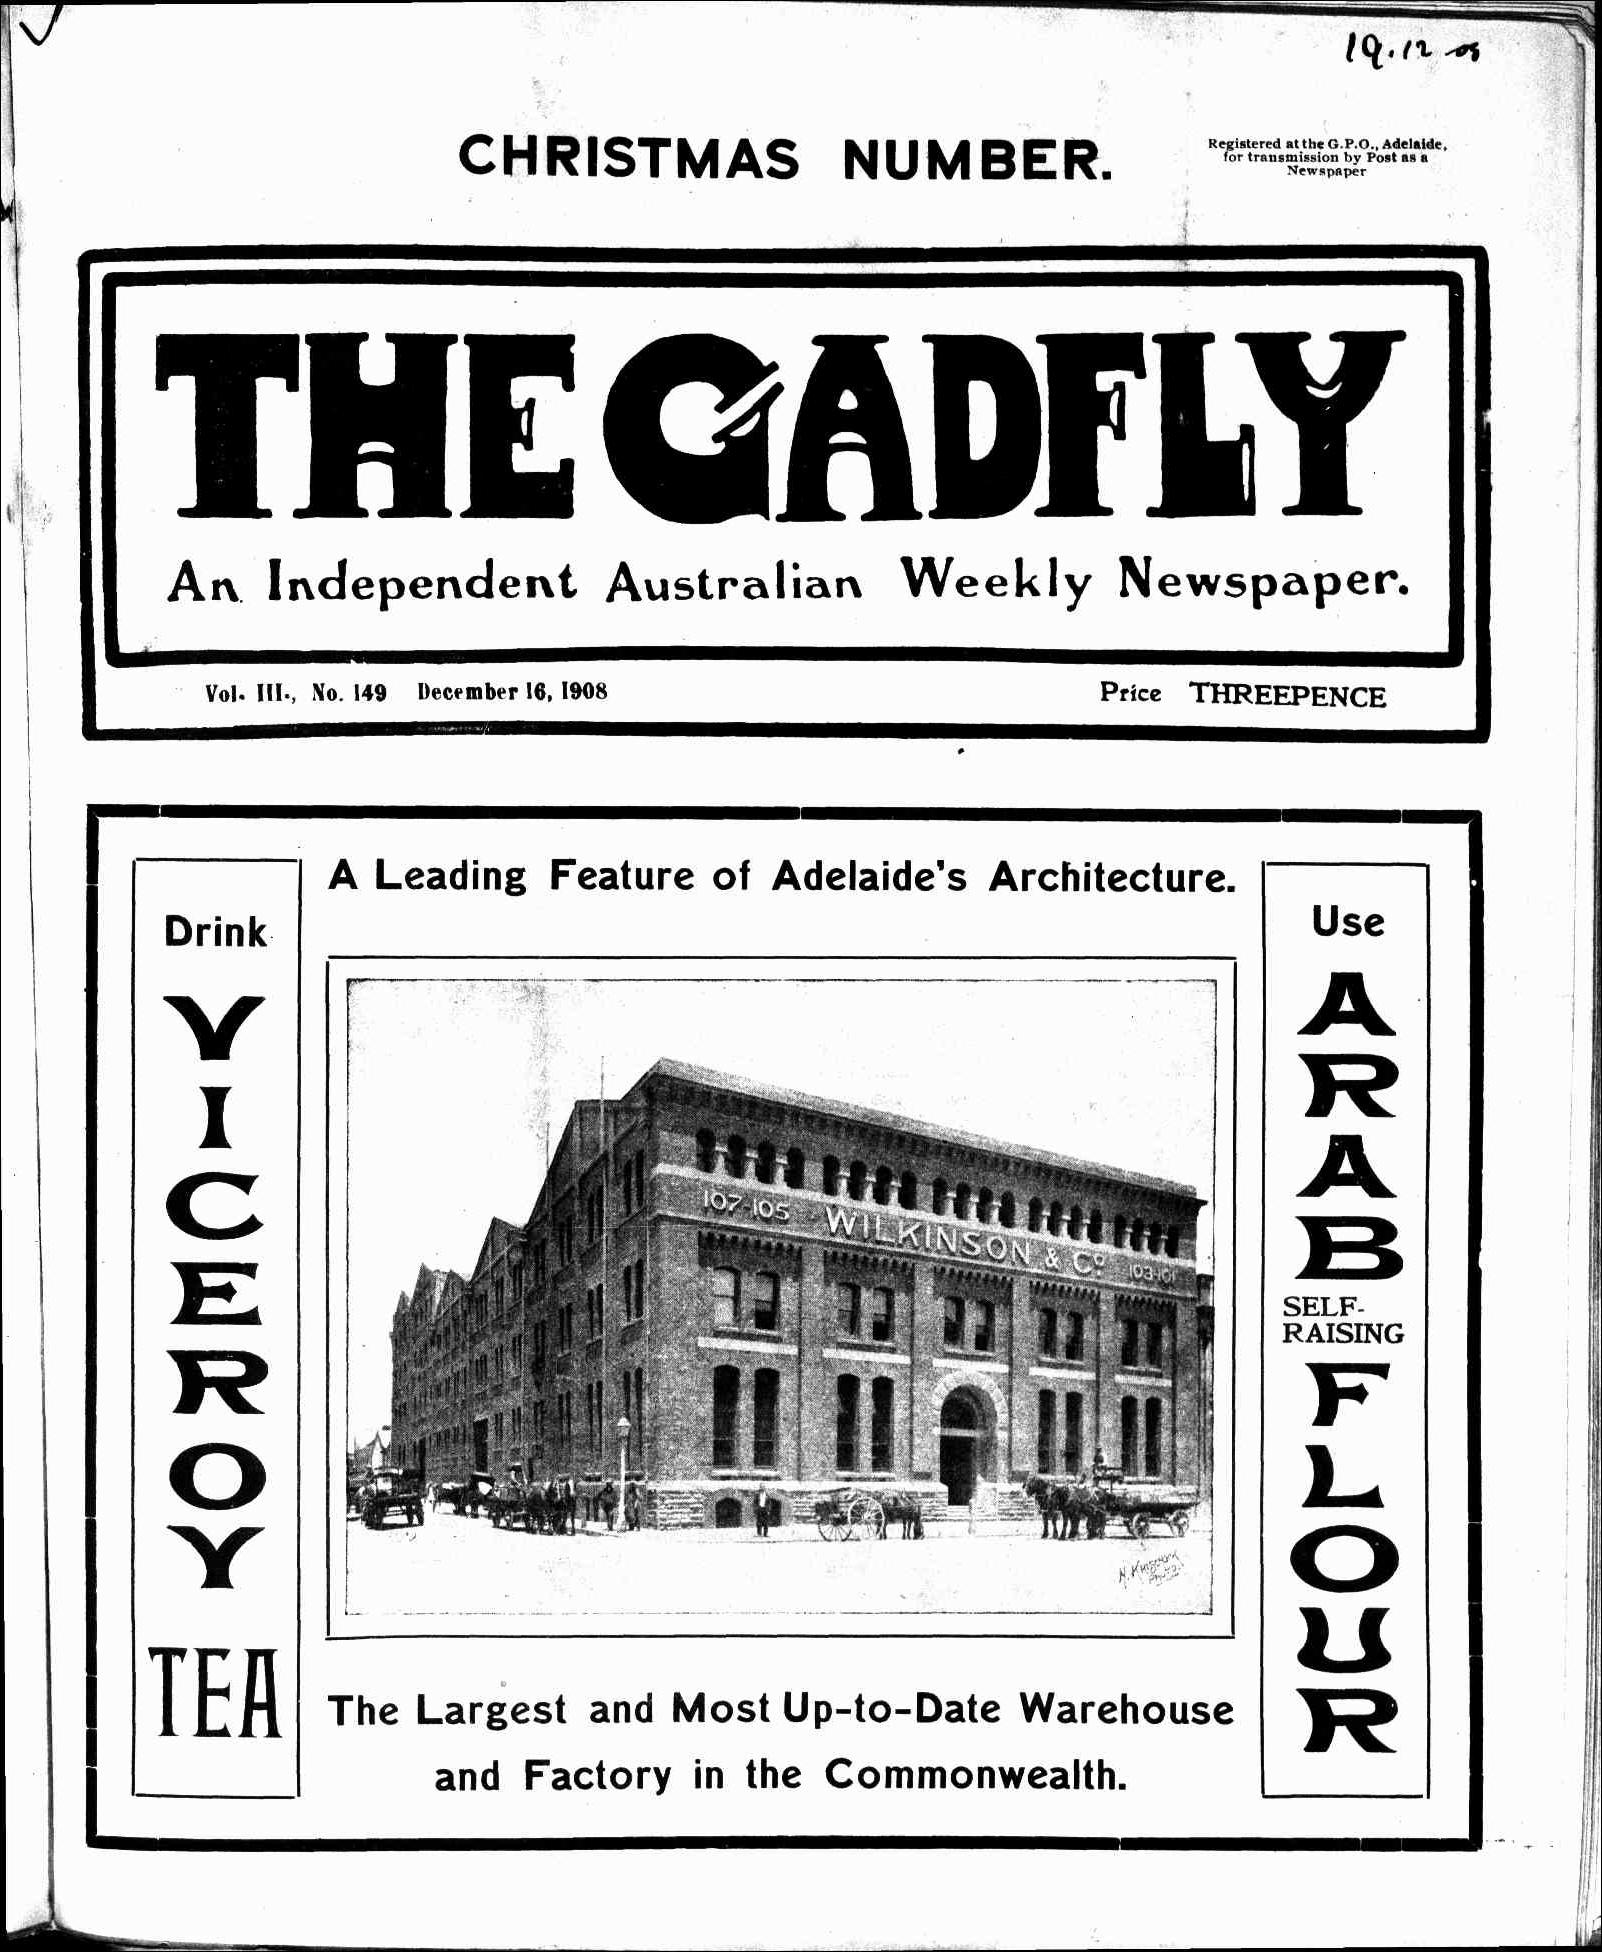 19.12.08
CHRISTMAS NUMBER.
Registered at the G.P.O., Adelaide,
for transmission by Post as a
Newspaper
THE GADFLY
An Independent Australian Weekly Newspaper.
Vol. III., No. 149 December 16, 1908
Price THREEPENCE
Drink
VICEROY
TEA
A Leading Feature of Adelaide's Architecture.
107-105 WILKINSON & Co. 103-101
The Largest and Most Up-to-Date Warehouse
and Factory in the Commonwealth.
Use
ARAB
SELF-
RAISING
FLOUR